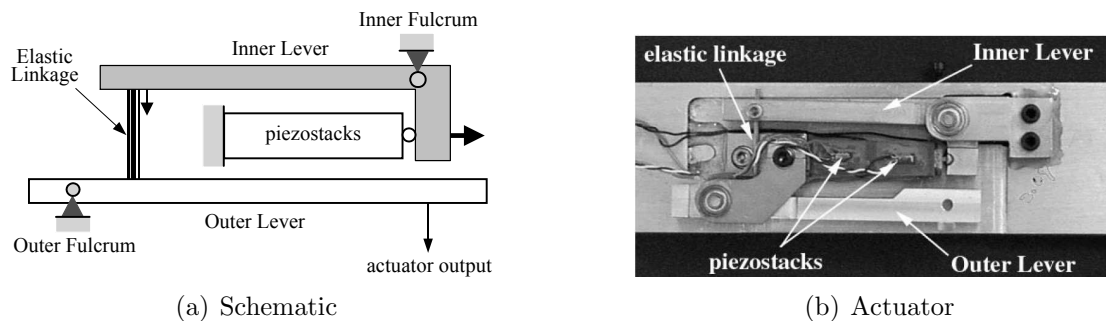 Inner Fulcrum
Elastic
Linkage
Inner Lever
piezostacks
Outer Lever
Outer Fulcrum
actuator output
(a) Schematic
elastic linkage
Inner Lever
piezostacks
Outer Lever
(b) Actuator